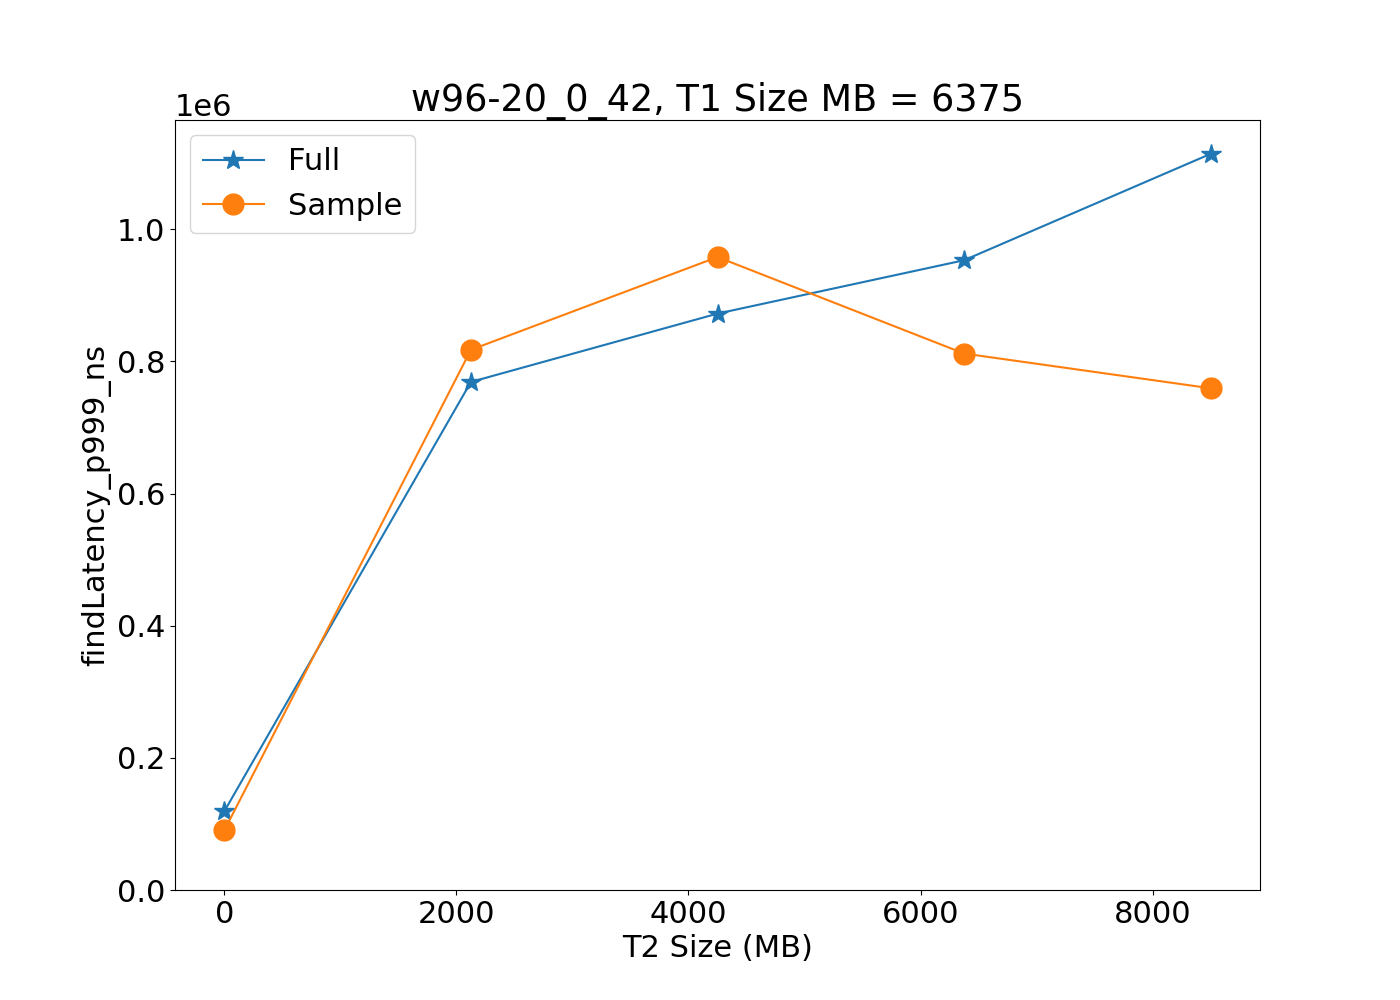 w96-20_0_42, T1 Size MB = 6375
1e6
Full
Sample
1.0
0.8
0.6
0.4
0.2
0.0
findLatency_p999_ns
0 2000 4000 6000 8000
T2 Size (MB)